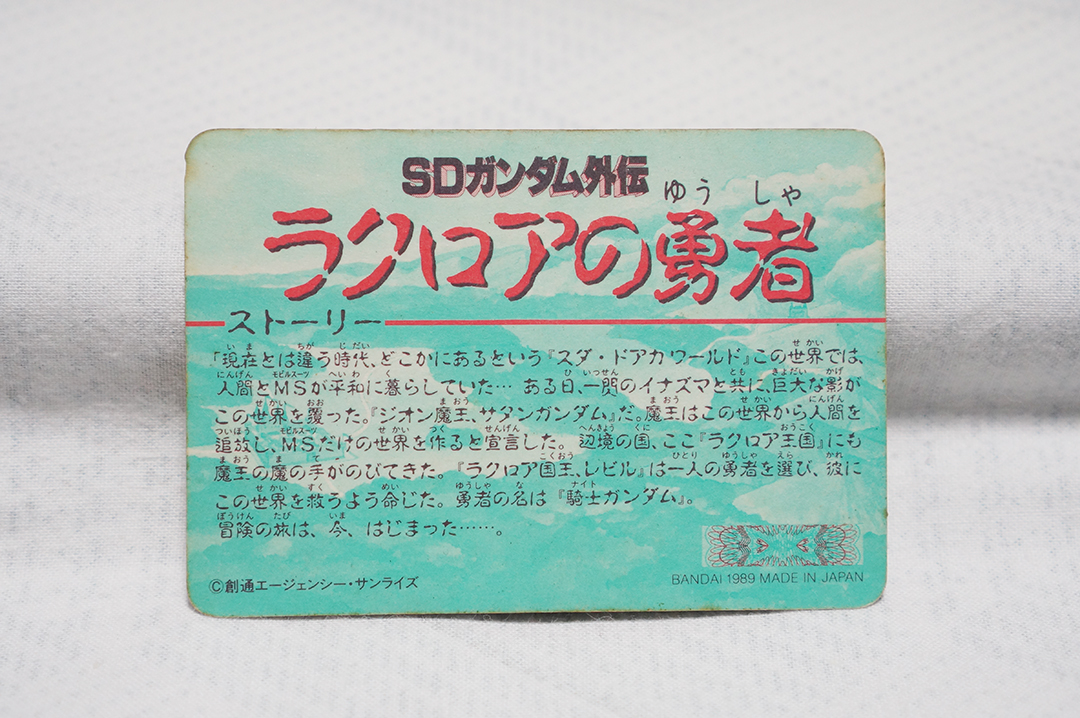 SDガンダム外伝
ラクロアの勇者
ゆうしゃ
ストーリー
「現在とは違う時代、どこかにあるという『スダ・ドアカワールド』この世界では、
人間とMSが平和に暮らしていた… ある日、一閃のイナズマと共に、巨大な影が
この世界を覆った。『ジオン魔王、サタンガンダム』だ。魔王はこの世界から人間を
追放し、MSだけの世界を作ると宣言した。 辺境の国、ここ『ラクロア王国』にも
魔王の魔の手がのびてきた。『ラクロア国王、レビル』は一人の勇者を選び、彼に
この世界を救うよう命じた。勇者の名は『騎士ガンダム』。
冒険の旅は、今、はじまった……。
©創通エージェンシー・サンライズ
BANDAI 1989 MADE IN JAPAN